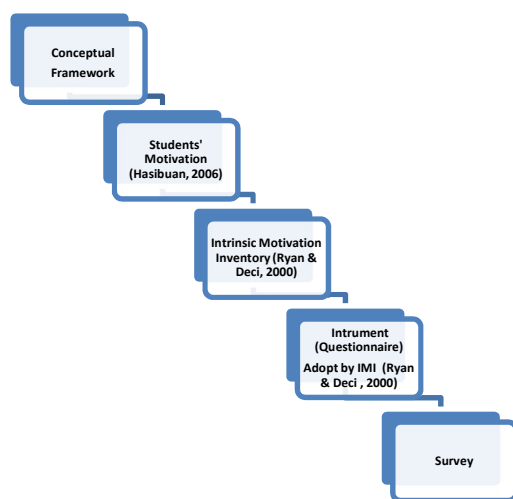 Conceptual
Framework
Students'
Motivation
(Hasibuan, 2006)
Intrinsic Motivation
Inventory (Ryan &
Deci, 2000)
Intrument
(Questionnaire)
Adopt by IMI (Ryan
& Deci , 2000)
Survey